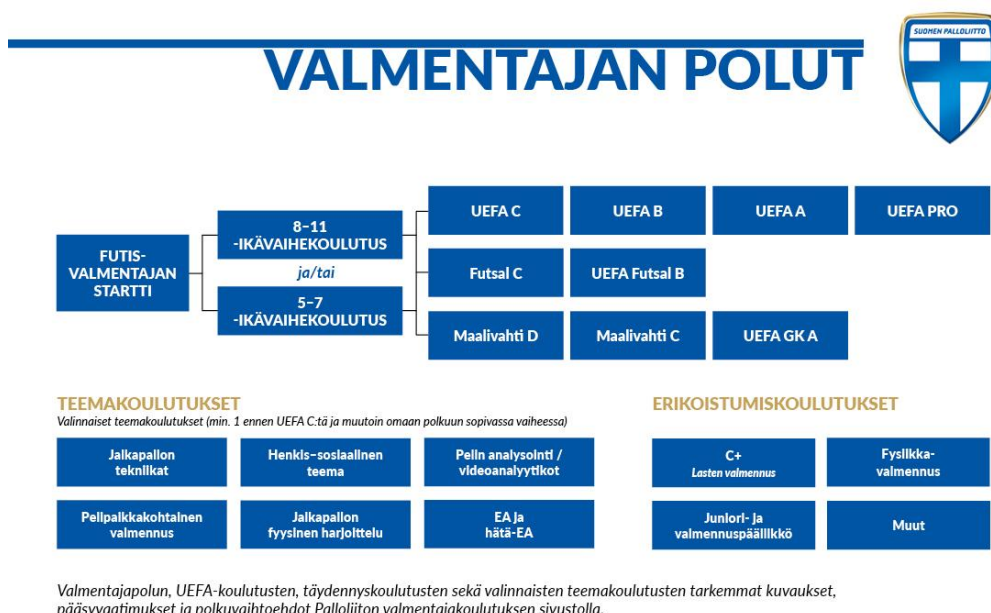 SUOMEN PALLOLIITTO
VALMENTAJAN POLUT
FUTIS-
VALMENTAJAN
STARTTI
8–11
-IKÄVAIHEKOULUTUS
ja/tai
5–7
-IKÄVAIHEKOULUTUS
UEFA C
UEFA B
UEFA A
UEFA PRO
Futsal C
UEFA Futsal B
Maalivahti D
Maalivahti C
UEFA GK A
TEEMAKOULUTUKSET
Valinnaiset teemakoulutukset (min. 1 ennen UEFA C:tä ja muutoin omaan polkuun sopivassa vaiheessa)
Jalkapallon
tekniikat
Henkis–sosiaalinen
teema
Pelin analysointi /
videoanalyytikot
Pelipaikkakohtainen
valmennus
Jalkapallon
fyysinen harjoittelu
EA ja
hätä-EA
ERIKOISTUMISKOULUTUKSET
C+
Lasten valmennus
Fysiikka-
valmennus
Juniori- ja
valmennuspäällikkö
Muut
Valmentajapolun, UEFA-koulutusten, täydennyskoulutusten sekä valinnaisten teemakoulutusten tarkemmat kuvaukset,
pääsyvaatimukset ja polkuvaihtoehdot Palloliiton valmentajakoulutuksen sivustolla.